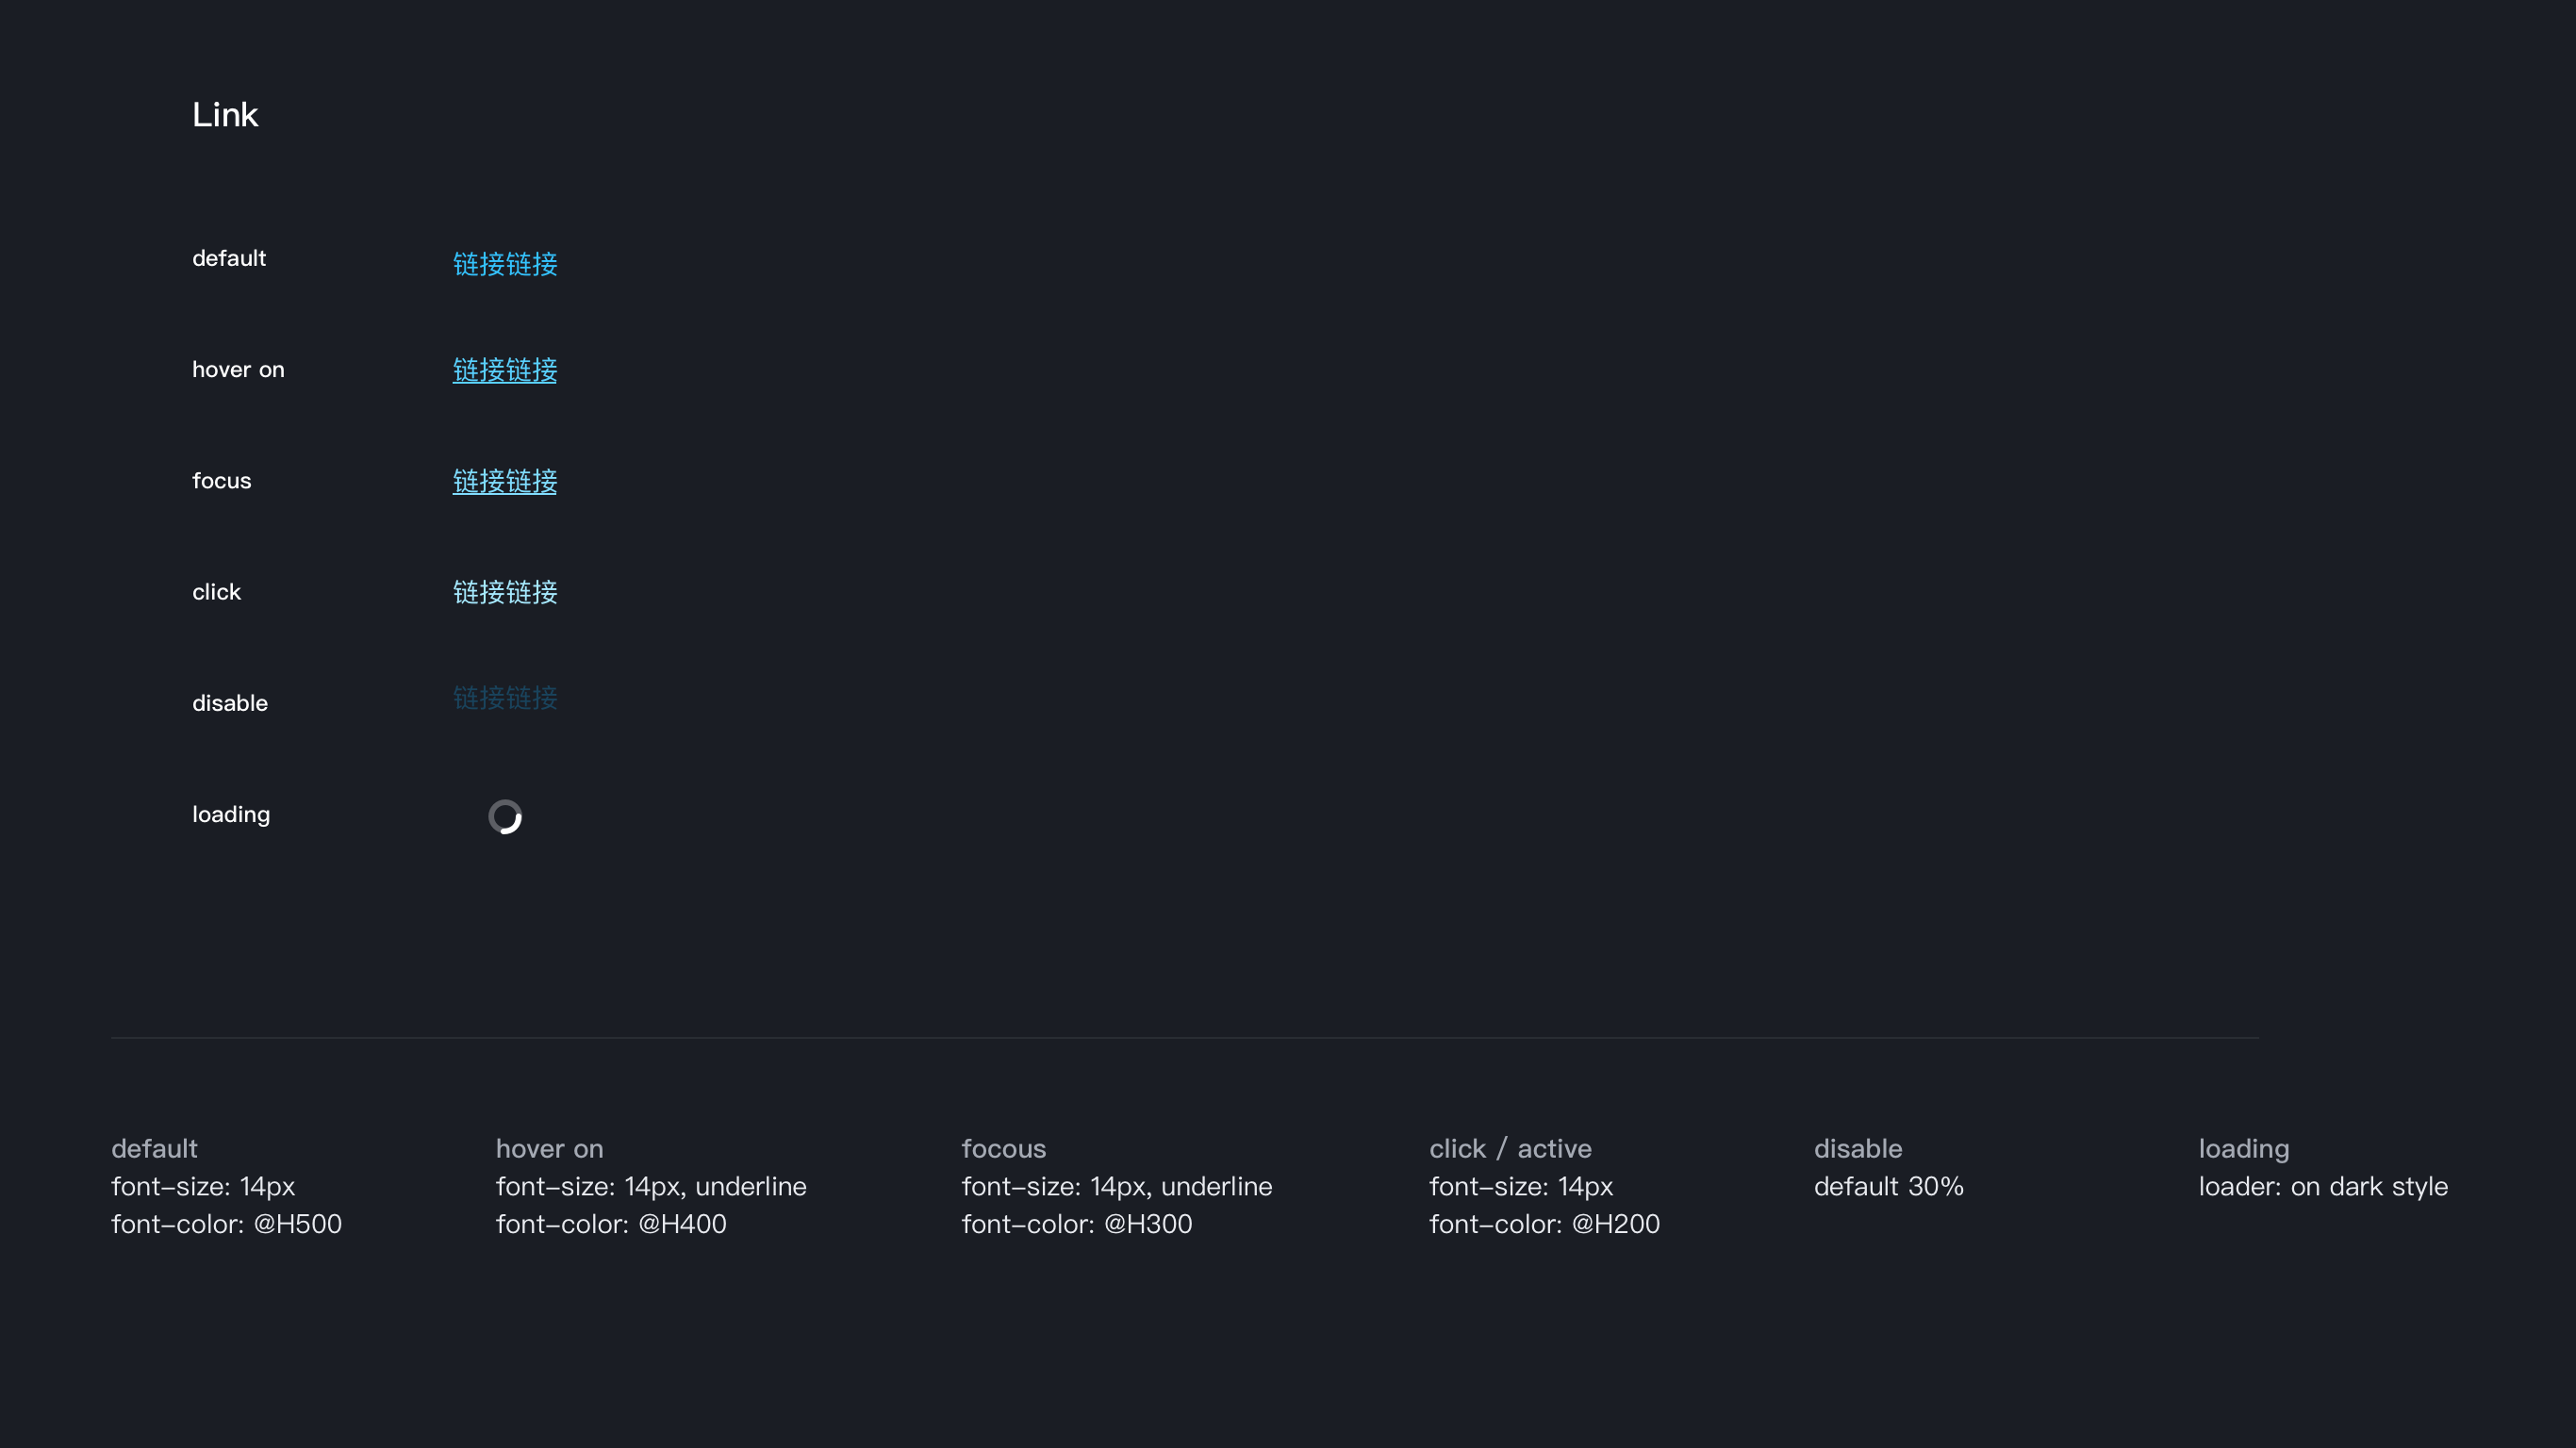 Link
default 链接链接
hover on 链接链接
focus 链接链接
click 链接链接
disable 链接链接
loading
default
font-size: 14px
font-color: @H500
hover on
font-size: 14px, underline
font-color: @H400
focous
font-size: 14px, underline
font-color: @H300
click / active
font-size: 14px
font-color: @H200
disable
default 30%
loading
loader: on dark style